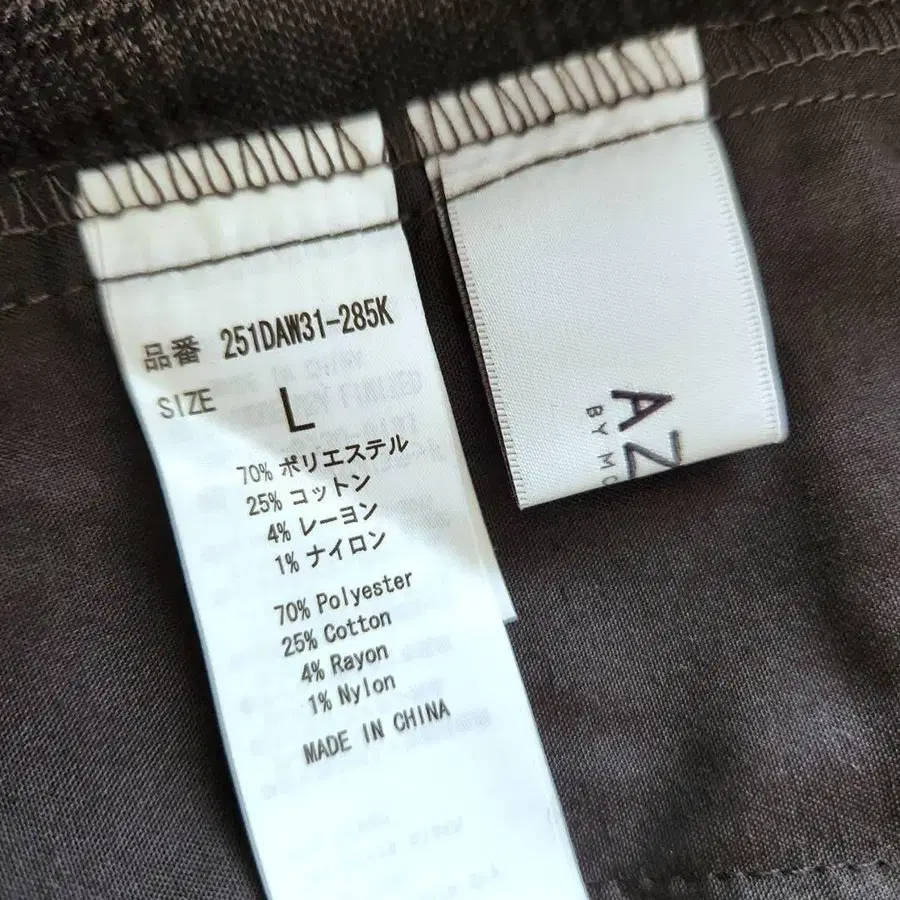 品番 251DAW31-285K
SIZE L
70% ポリエステル
25% コットン
4% レーヨン
1% ナイロン
70% Polyester
25% Cotton
4% Rayon
1% Nylon
MADE IN CHINA
AZ
BY MO